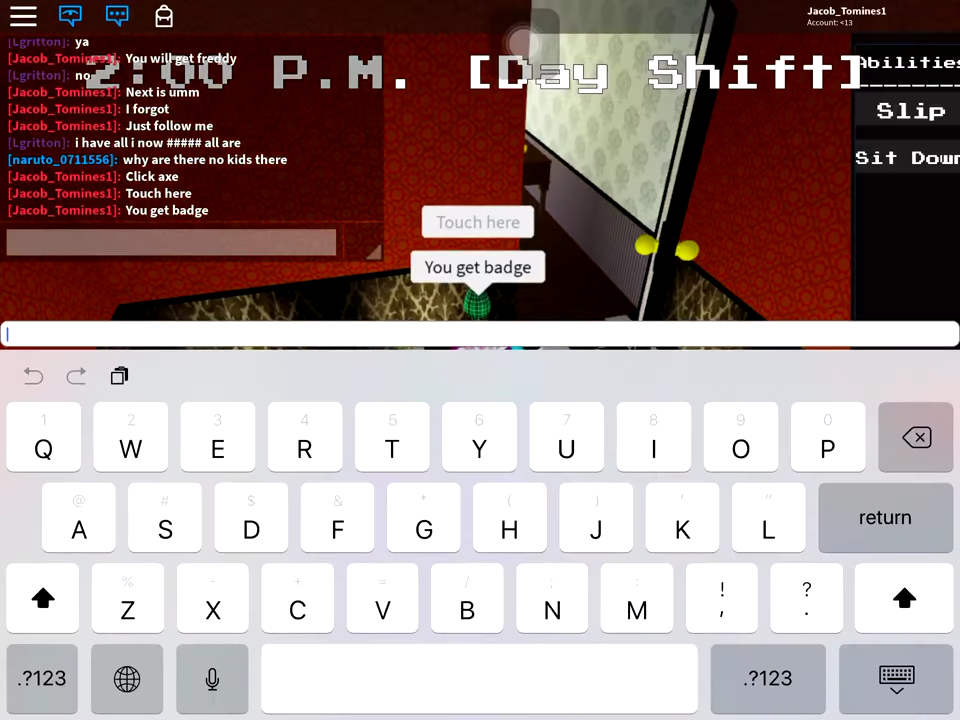 Jacob_Tomines1
Account: <13
[Lgritton]: ya
[Jacob_Tomines1]: You will get freddy
[Lgritton]: no
[Jacob_Tomines1]: Next is umm
[Jacob_Tomines1]: I forgot
[Jacob_Tomines1]: Just follow me
[Lgritton]: i have all i now ##### all are
[naruto_0711556]: why are there no kids there
[Jacob_Tomines1]: Click axe
[Jacob_Tomines1]: Touch here
[Jacob_Tomines1]: You get badge
2:00 P.M. [Day Shift]
Abilities
Slip
Sit Down
Touch here
You get badge
1 2 3 4 5 6 7 8 9 0
Q W E R T Y U I O P
@ # $ & * ( ) ' "
A S D F G H J K L return
% - + = / ; : ! ?
Z X C V B N M , .
.?123 .?123